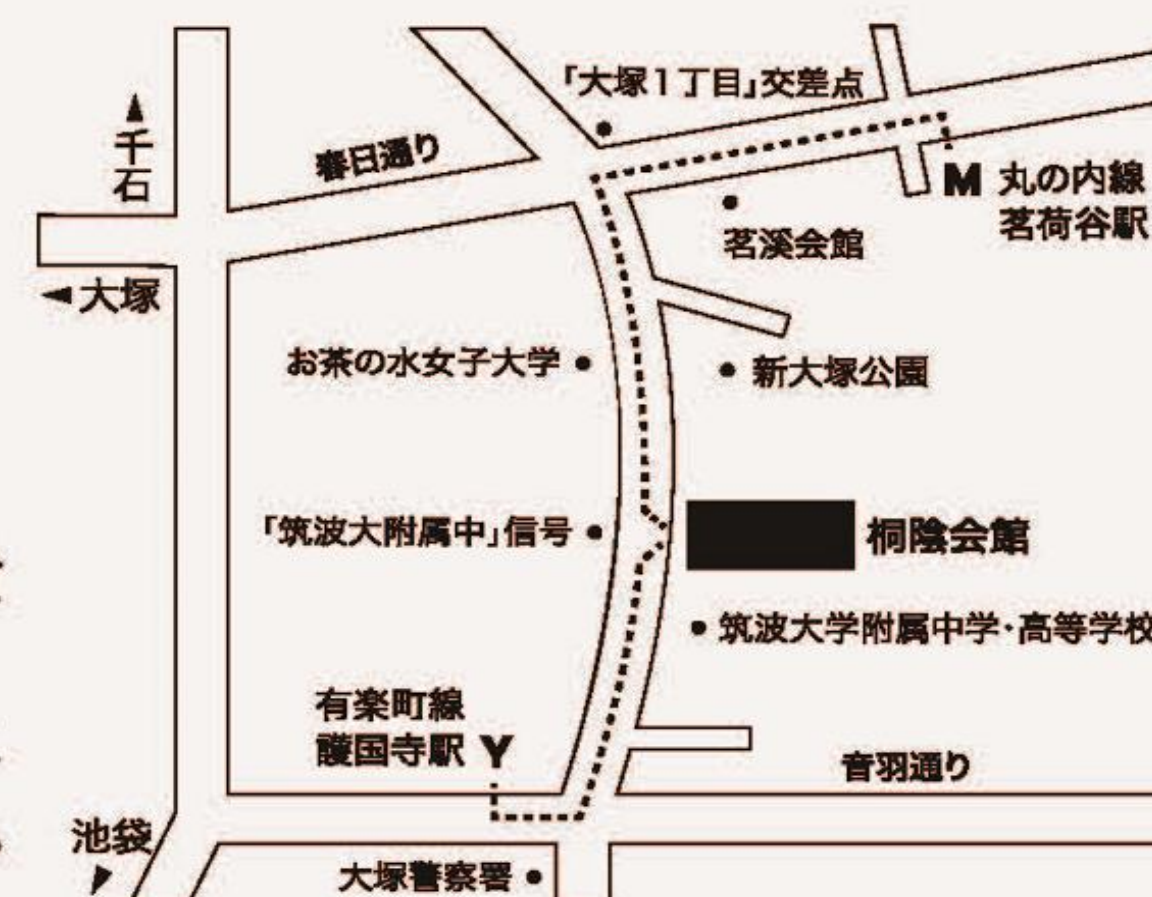 「大塚1丁目」交差点
千石
春日通り
M 丸の内線
茗荷谷駅
茗溪会館
大塚
お茶の水女子大学
新大塚公園
「筑波大附属中」信号
桐陰会館
筑波大学附属中学・高等学校
有楽町線
護国寺駅 Y
音羽通り
池袋
大塚警察署